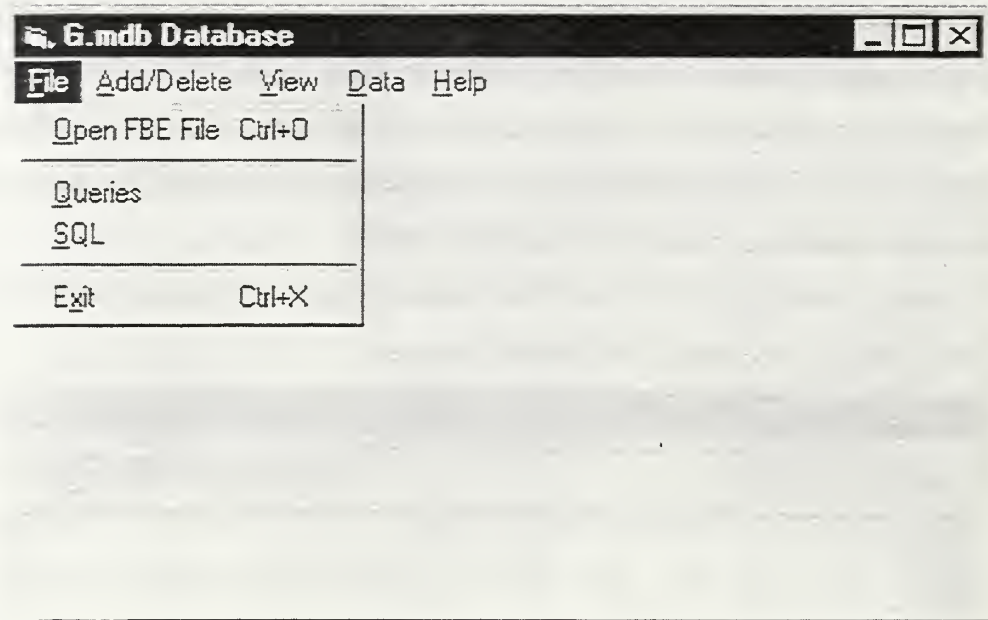 G.mdb Database
File Add/Delete View Data Help
Open FBE File Ctrl+O
Queries
SQL
Exit Ctrl+X